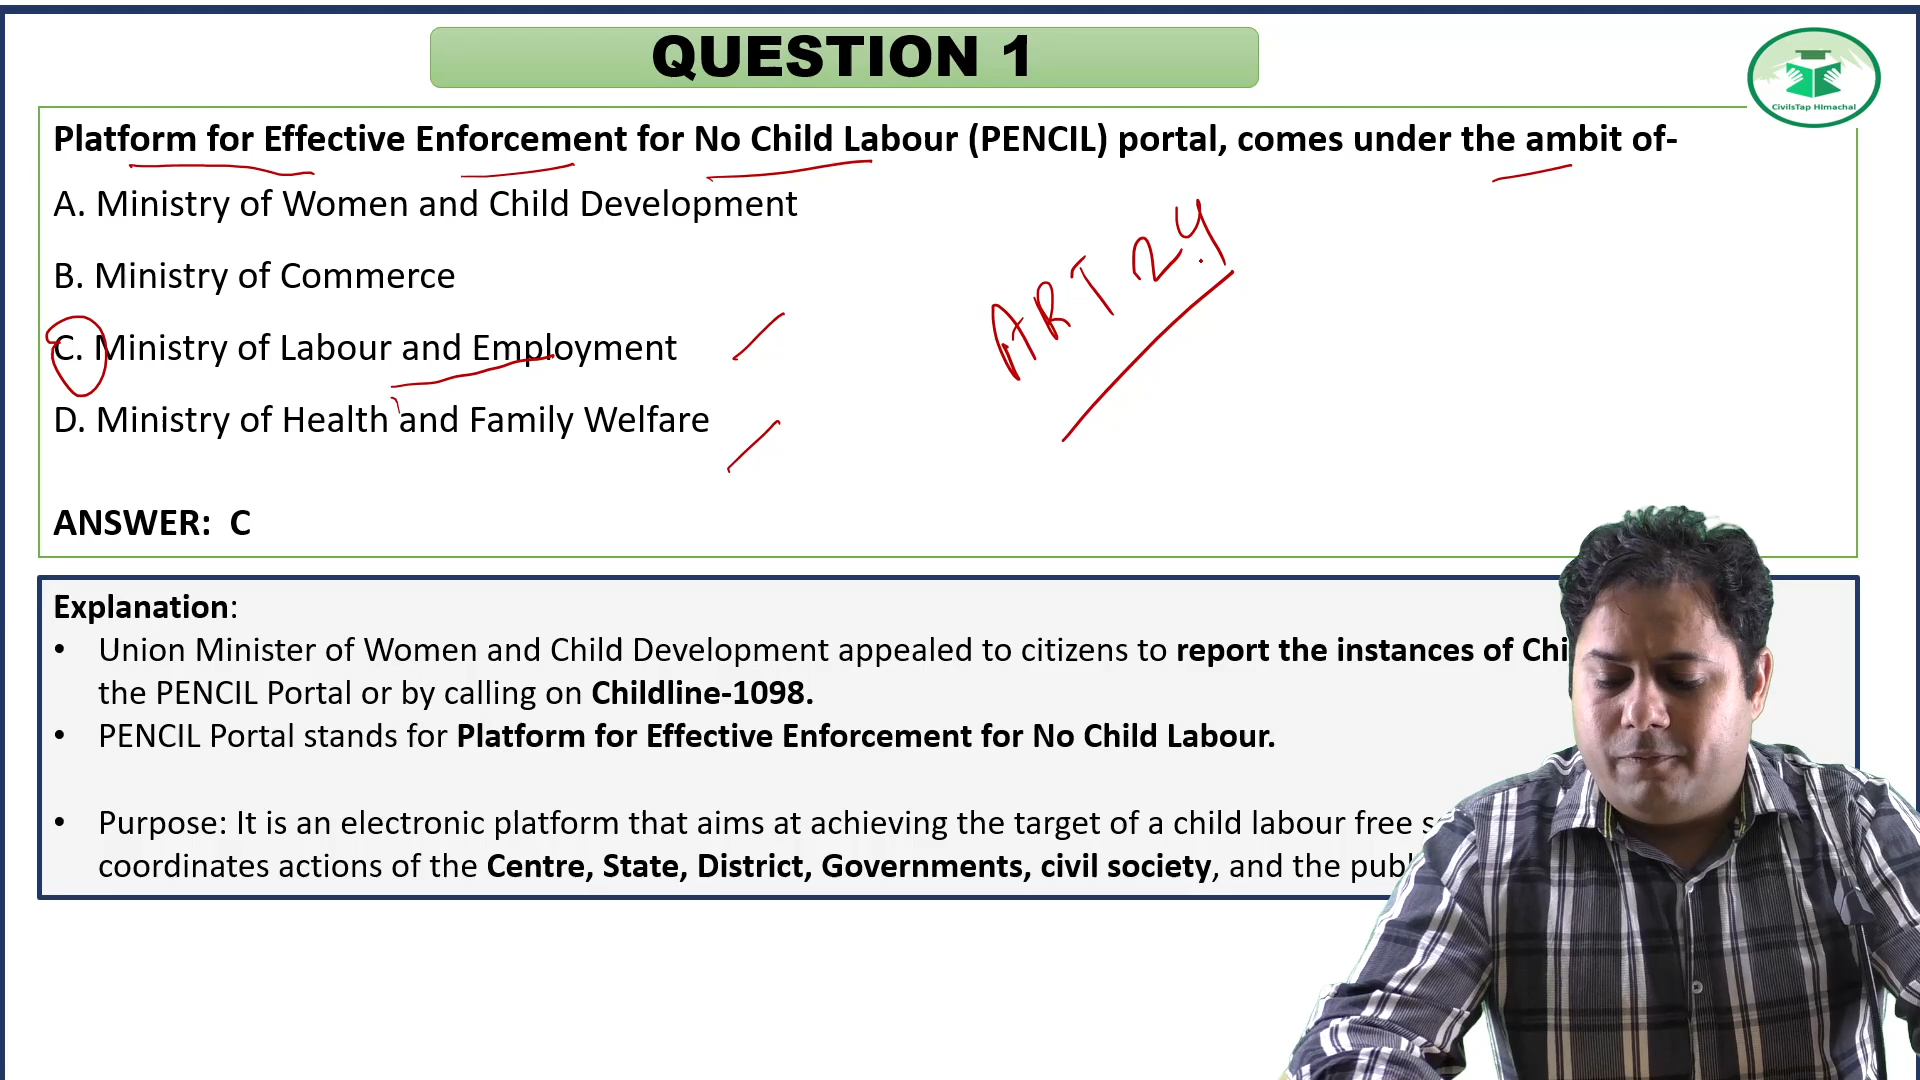 QUESTION 1
CivilsTap Himachal
Platform for Effective Enforcement for No Child Labour (PENCIL) portal, comes under the ambit of-
A. Ministry of Women and Child Development
B. Ministry of Commerce
C. Ministry of Labour and Employment
D. Ministry of Health and Family Welfare
ART 24
ANSWER: C
Explanation:
• Union Minister of Women and Child Development appealed to citizens to report the instances of
the PENCIL Portal or by calling on Childline-1098.
• PENCIL Portal stands for Platform for Effective Enforcement for No Child Labour.
• Purpose: It is an electronic platform that aims at achieving the target of a child labour free
coordinates actions of the Centre, State, District, Governments, civil society, and the